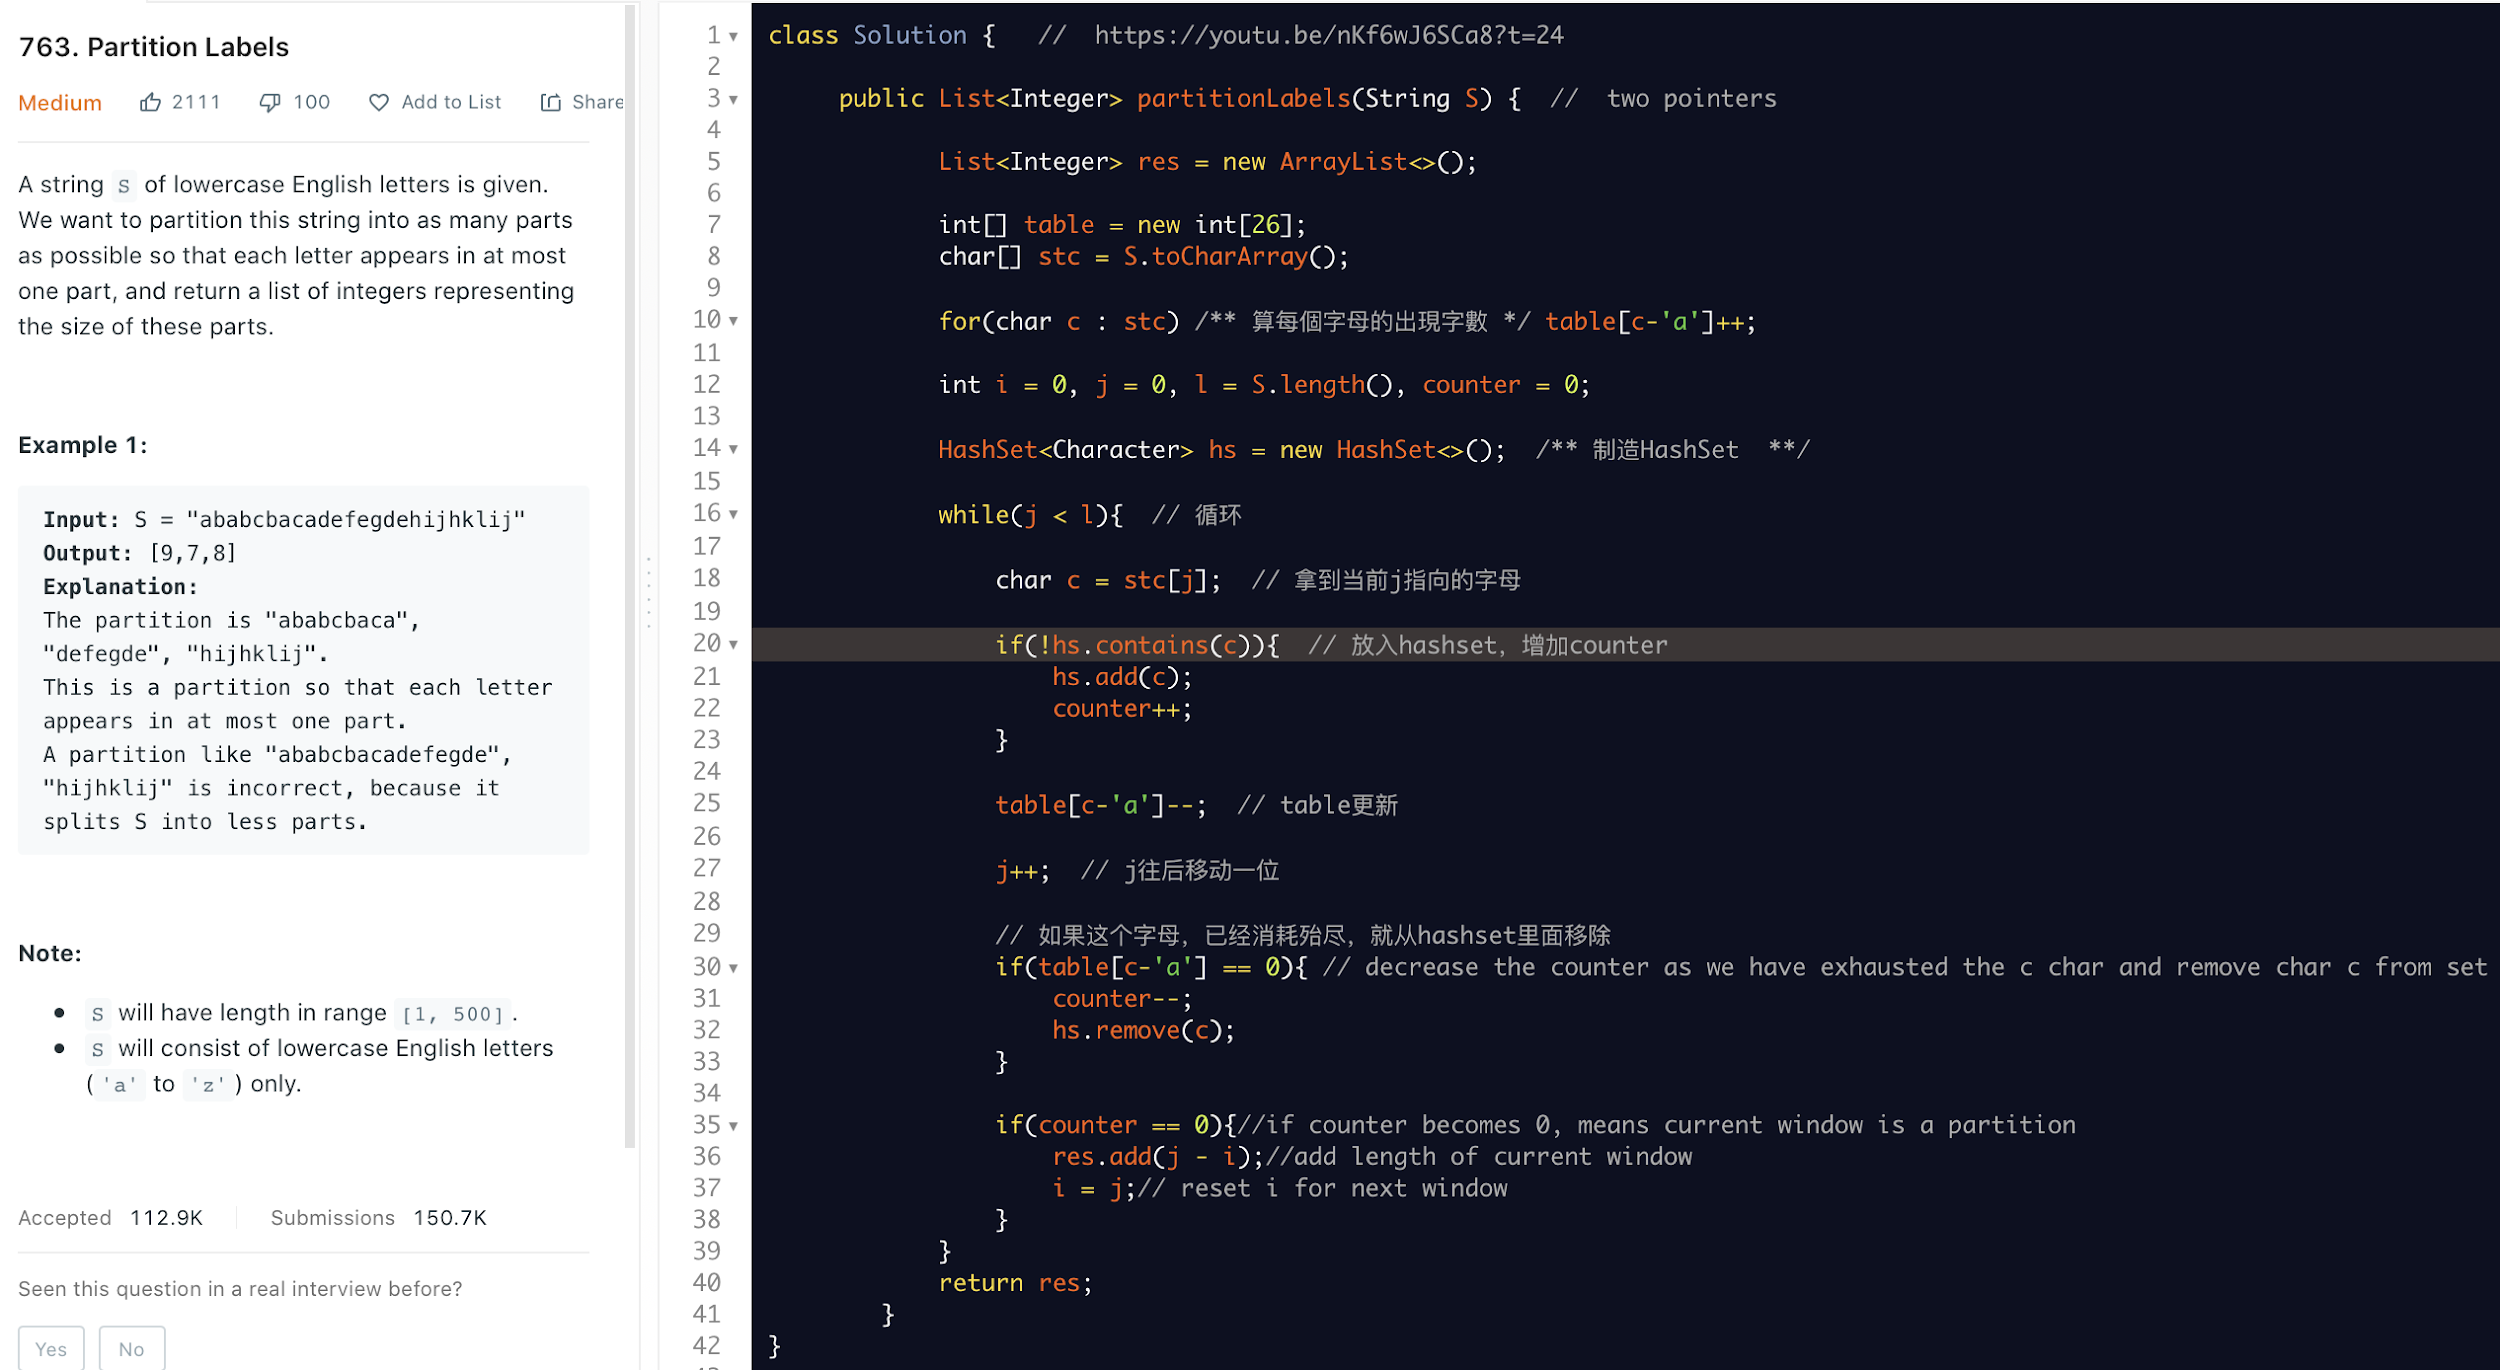 763. Partition Labels
Medium 2111 100 Add to List Share
A string S of lowercase English letters is given.
We want to partition this string into as many parts
as possible so that each letter appears in at most
one part, and return a list of integers representing
the size of these parts.
Example 1:
Input: S = "ababcbacadefegdehijhklij"
Output: [9,7,8]
Explanation:
The partition is "ababcbaca",
"defegde", "hijhklij".
This is a partition so that each letter
appears in at most one part.
A partition like "ababcbacadefegde",
"hijhklij" is incorrect, because it
splits S into less parts.
Note:
• S will have length in range [1, 500].
• S will consist of lowercase English letters
('a' to 'z') only.
Accepted 112.9K Submissions 150.7K
Seen this question in a real interview before?
Yes No
1 class Solution { // https://youtu.be/nKf6wJ6SCa8?t=24
2
3 public List<Integer> partitionLabels(String S) { // two pointers
4
5 List<Integer> res = new ArrayList<>();
6
7 int[] table = new int[26];
8 char[] stc = S.toCharArray();
9
10 for(char c : stc) /** 算每個字母的出現字數 */ table[c-'a']++;
11
12 int i = 0, j = 0, l = S.length(), counter = 0;
13
14 HashSet<Character> hs = new HashSet<>(); /** 制造HashSet **/
15
16 while(j < l){ // 循环
17
18 char c = stc[j]; // 拿到当前j指向的字母
19
20 if(!hs.contains(c)){ // 放入hashset, 增加counter
21 hs.add(c);
22 counter++;
23 }
24
25 table[c-'a']--; // table更新
26
27 j++; // j往后移动一位
28
29 // 如果这个字母, 已经消耗殆尽, 就从hashset里面移除
30 if(table[c-'a'] == 0){ // decrease the counter as we have exhausted the c char and remove char c from set
31 counter--;
32 hs.remove(c);
33 }
34
35 if(counter == 0){//if counter becomes 0, means current window is a partition
36 res.add(j - i);//add length of current window
37 i = j;// reset i for next window
38 }
39 }
40 return res;
41 }
42 }